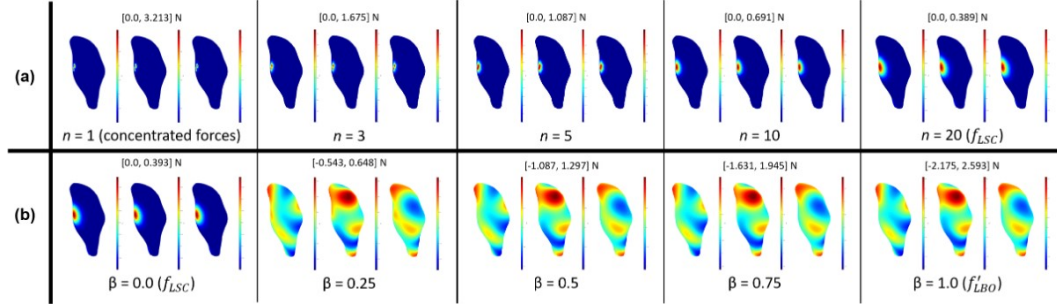 (a)
[0.0, 3.213] N
[0.0, 1.675] N
[0.0, 1.087] N
[0.0, 0.691] N
[0.0, 0.389] N
n = 1 (concentrated forces)
n = 3
n = 5
n = 10
n = 20 (f_LSC)
(b)
[0.0, 0.393] N
[-0.543, 0.648] N
[-1.087, 1.297] N
[-1.631, 1.945] N
[-2.175, 2.593] N
β = 0.0 (f_LSC)
β = 0.25
β = 0.5
β = 0.75
β = 1.0 (f′_LBO)